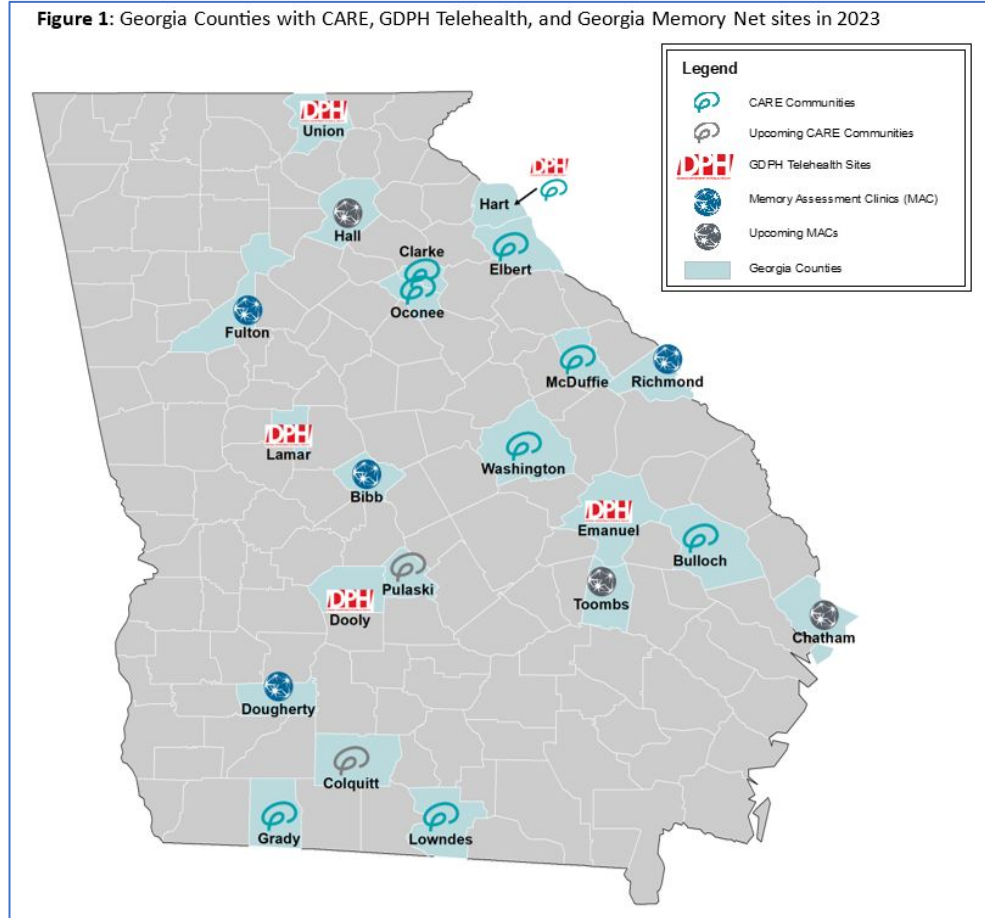 Figure 1: Georgia Counties with CARE, GDPH Telehealth, and Georgia Memory Net sites in 2023
Legend
CARE Communities
Upcoming CARE Communities
DPH
GDPH Telehealth Sites
Memory Assessment Clinics (MAC)
Upcoming MACs
Georgia Counties
DPH
Union
DPH
Hart
Hall
Clarke
Elbert
Oconee
Fulton
McDuffie
Richmond
DPH
Lamar
Washington
Bibb
DPH
Emanuel
Bulloch
Pulaski
Toombs
DPH
Dooly
Chatham
Dougherty
Colquitt
Grady
Lowndes